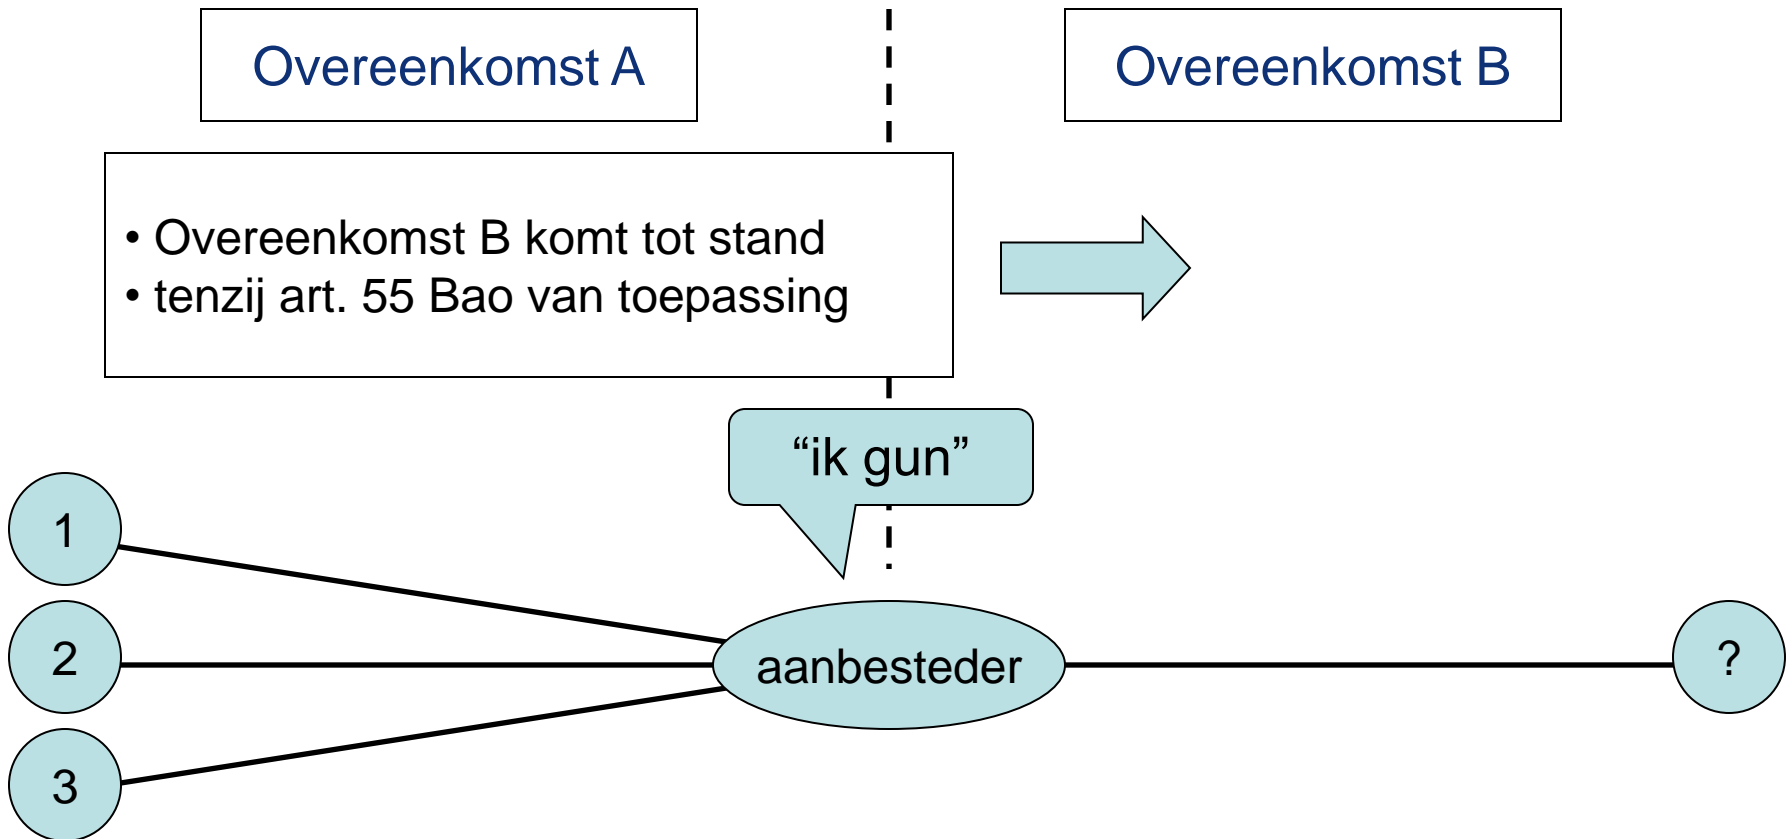 Overeenkomst A
Overeenkomst B
• Overeenkomst B komt tot stand
• tenzij art. 55 Bao van toepassing
“ik gun”
1
2
3
aanbesteder
?